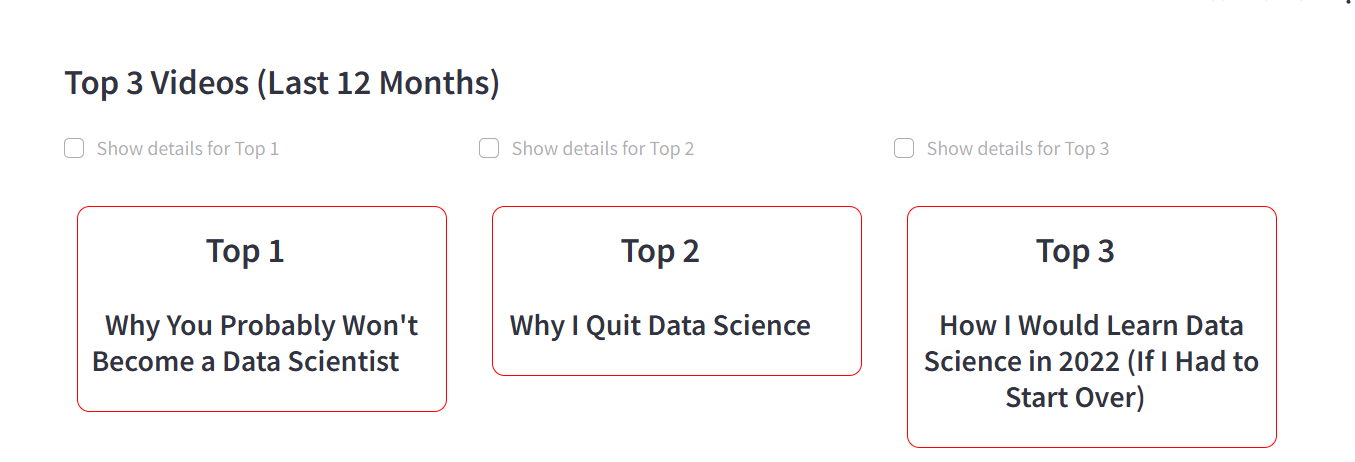 Top 3 Videos (Last 12 Months)
Show details for Top 1
Show details for Top 2
Show details for Top 3
Top 1
Why You Probably Won't
Become a Data Scientist
Top 2
Why I Quit Data Science
Top 3
How I Would Learn Data
Science in 2022 (If I Had to
Start Over)